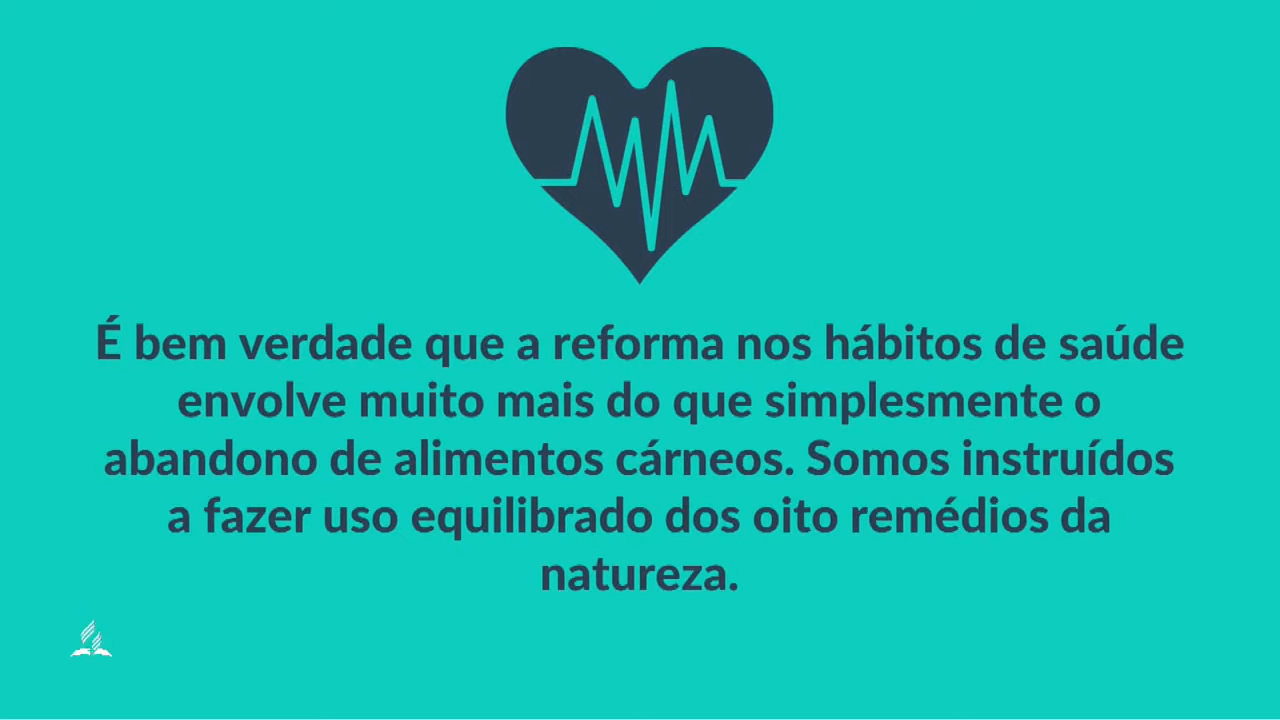 É bem verdade que a reforma nos hábitos de saúde
envolve muito mais do que simplesmente o
abandono de alimentos cárneos. Somos instruídos
a fazer uso equilibrado dos oito remédios da
natureza.